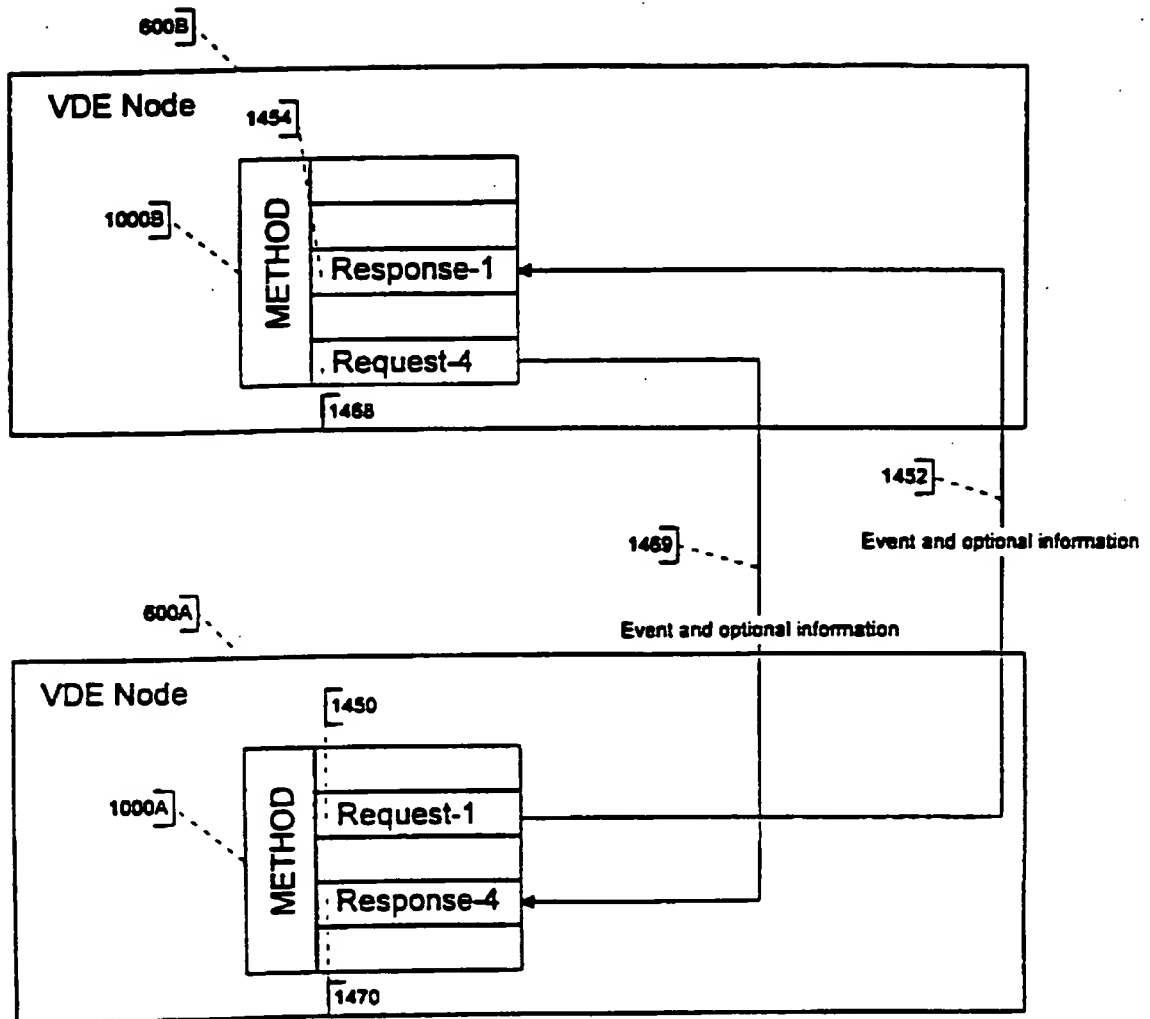 600B
VDE Node
1454
1000B
METHOD
Response-1
Request-4
1468
1452
Event and optional information
1469
600A
Event and optional information
VDE Node
1450
1000A
METHOD
Request-1
Response-4
1470